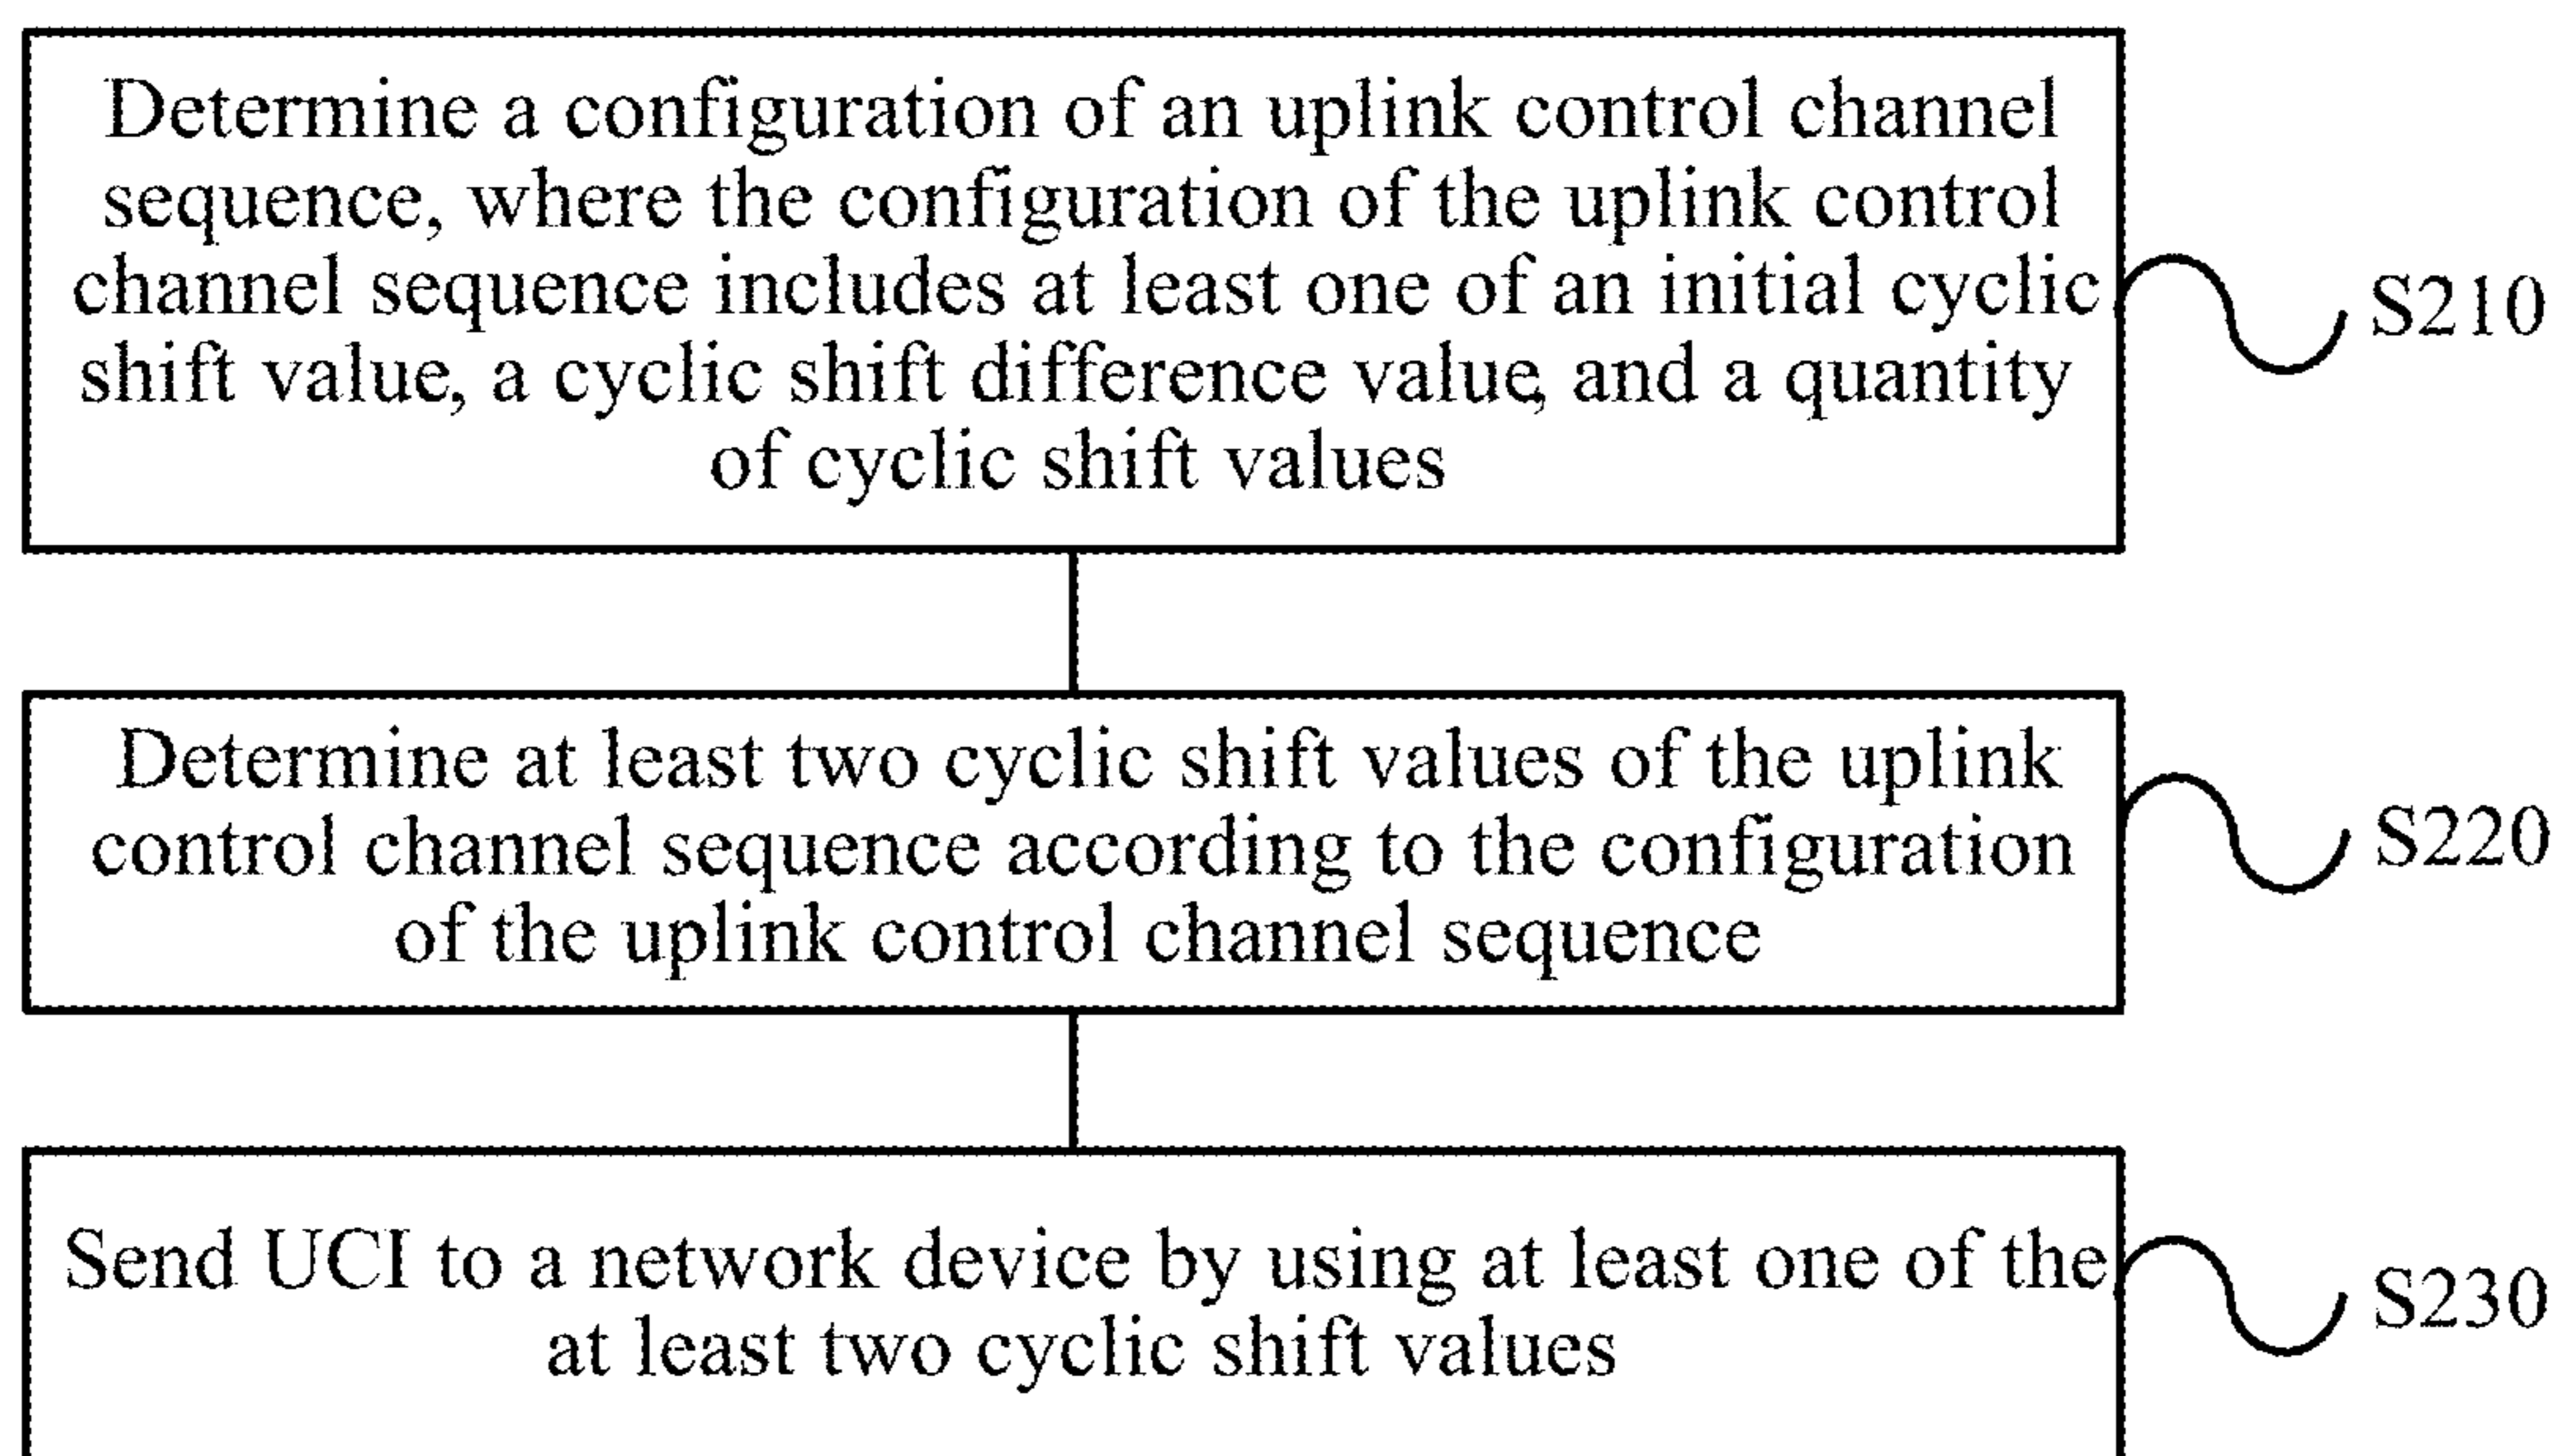 Determine a configuration of an uplink control channel
sequence, where the configuration of the uplink control
channel sequence includes at least one of an initial cyclic
shift value, a cyclic shift difference value, and a quantity
of cyclic shift values
S210
Determine at least two cyclic shift values of the uplink
control channel sequence according to the configuration
of the uplink control channel sequence
S220
Send UCI to a network device by using at least one of the
at least two cyclic shift values
S230